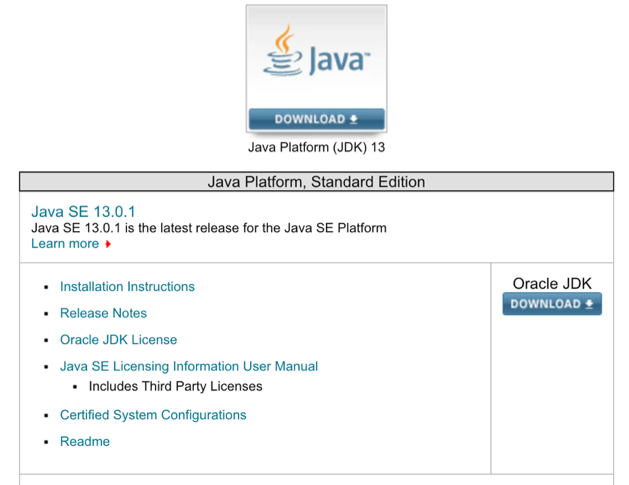 Java™
DOWNLOAD
Java Platform (JDK) 13
Java Platform, Standard Edition
Java SE 13.0.1
Java SE 13.0.1 is the latest release for the Java SE Platform
Learn more
Oracle JDK
DOWNLOAD
Installation Instructions
Release Notes
Oracle JDK License
Java SE Licensing Information User Manual
Includes Third Party Licenses
Certified System Configurations
Readme